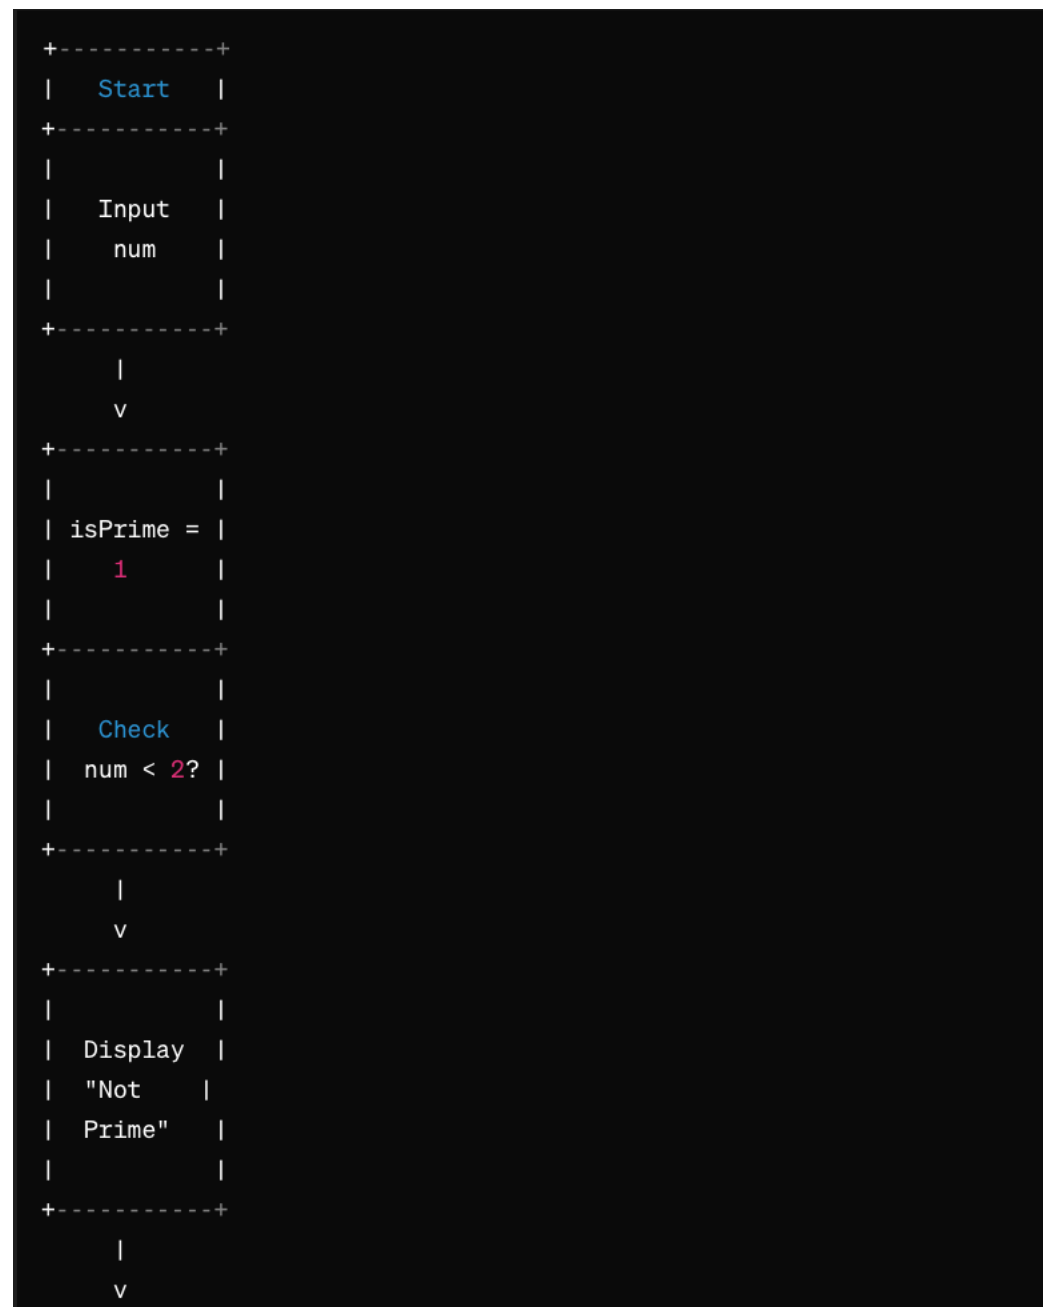 +-----------+
|   Start   |
+-----------+
|           |
|   Input   |
|    num    |
|           |
+-----------+
     |
     v
+-----------+
|           |
| isPrime = |
|    1      |
|           |
+-----------+
|           |
|   Check   |
|  num < 2? |
|           |
+-----------+
     |
     v
+-----------+
|           |
|  Display  |
|  "Not    |
|  Prime"   |
|           |
+-----------+
     |
     v